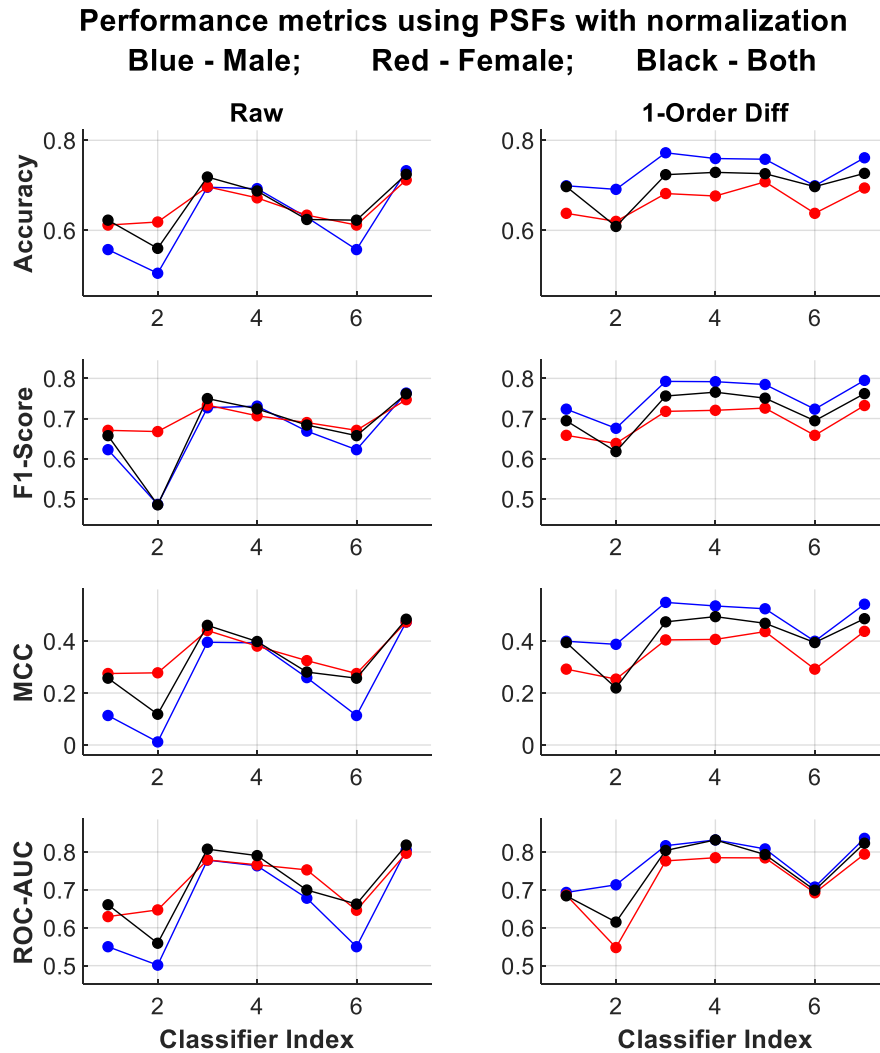 Performance metrics using PSFs with normalization
Blue - Male; Red - Female; Black - Both
Raw
Accuracy
0.8
0.6
2 4 6
1-Order Diff
0.8
0.6
2 4 6
F1-Score
0.8
0.7
0.6
0.5
2 4 6
0.8
0.7
0.6
0.5
2 4 6
MCC
0.4
0.2
0
2 4 6
0.4
0.2
0
2 4 6
ROC-AUC
0.8
0.7
0.6
0.5
2 4 6
Classifier Index
0.8
0.7
0.6
0.5
2 4 6
Classifier Index